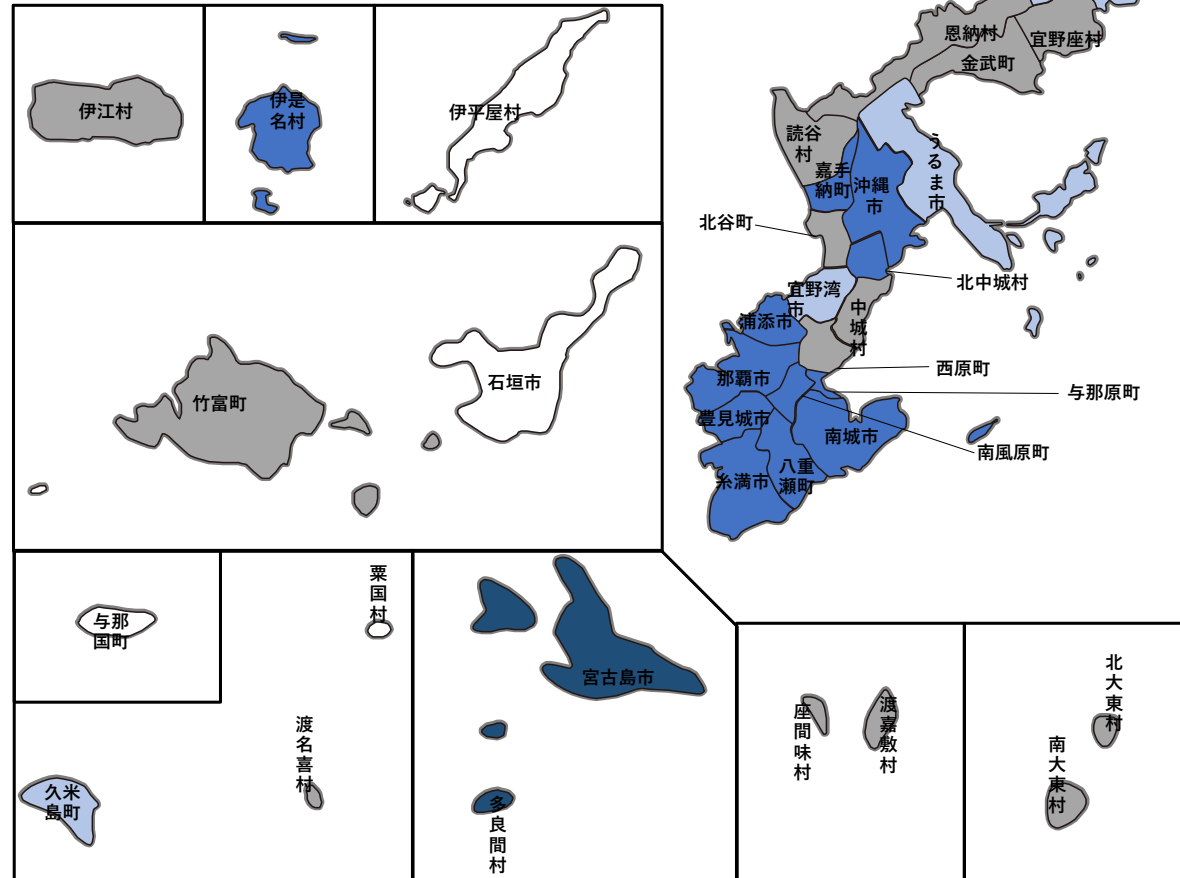 恩納村
宜野座村
金武町
伊江村
伊是
名村
伊平屋村
読谷
村
嘉手
納町
沖縄
市
うるま市
北谷町
北中城村
宜野湾
市
中城村
浦添市
西原町
那覇市
与那原町
豊見城市
南城市
南風原町
糸満市
八重
瀬町
竹富町
石垣市
与那
国町
粟国村
宮古島市
久米
島町
渡名喜村
多良間村
座間味村
渡嘉敷村
北大東村
南大東村